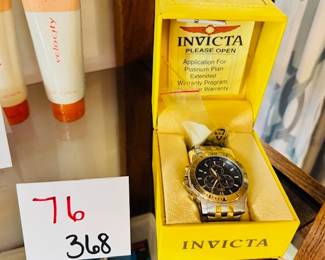 velocity
INVICTA
PLEASE OPEN
Application For
Platinum Plan
Extended
Warranty Program
Warranty
76
368
INVICTA